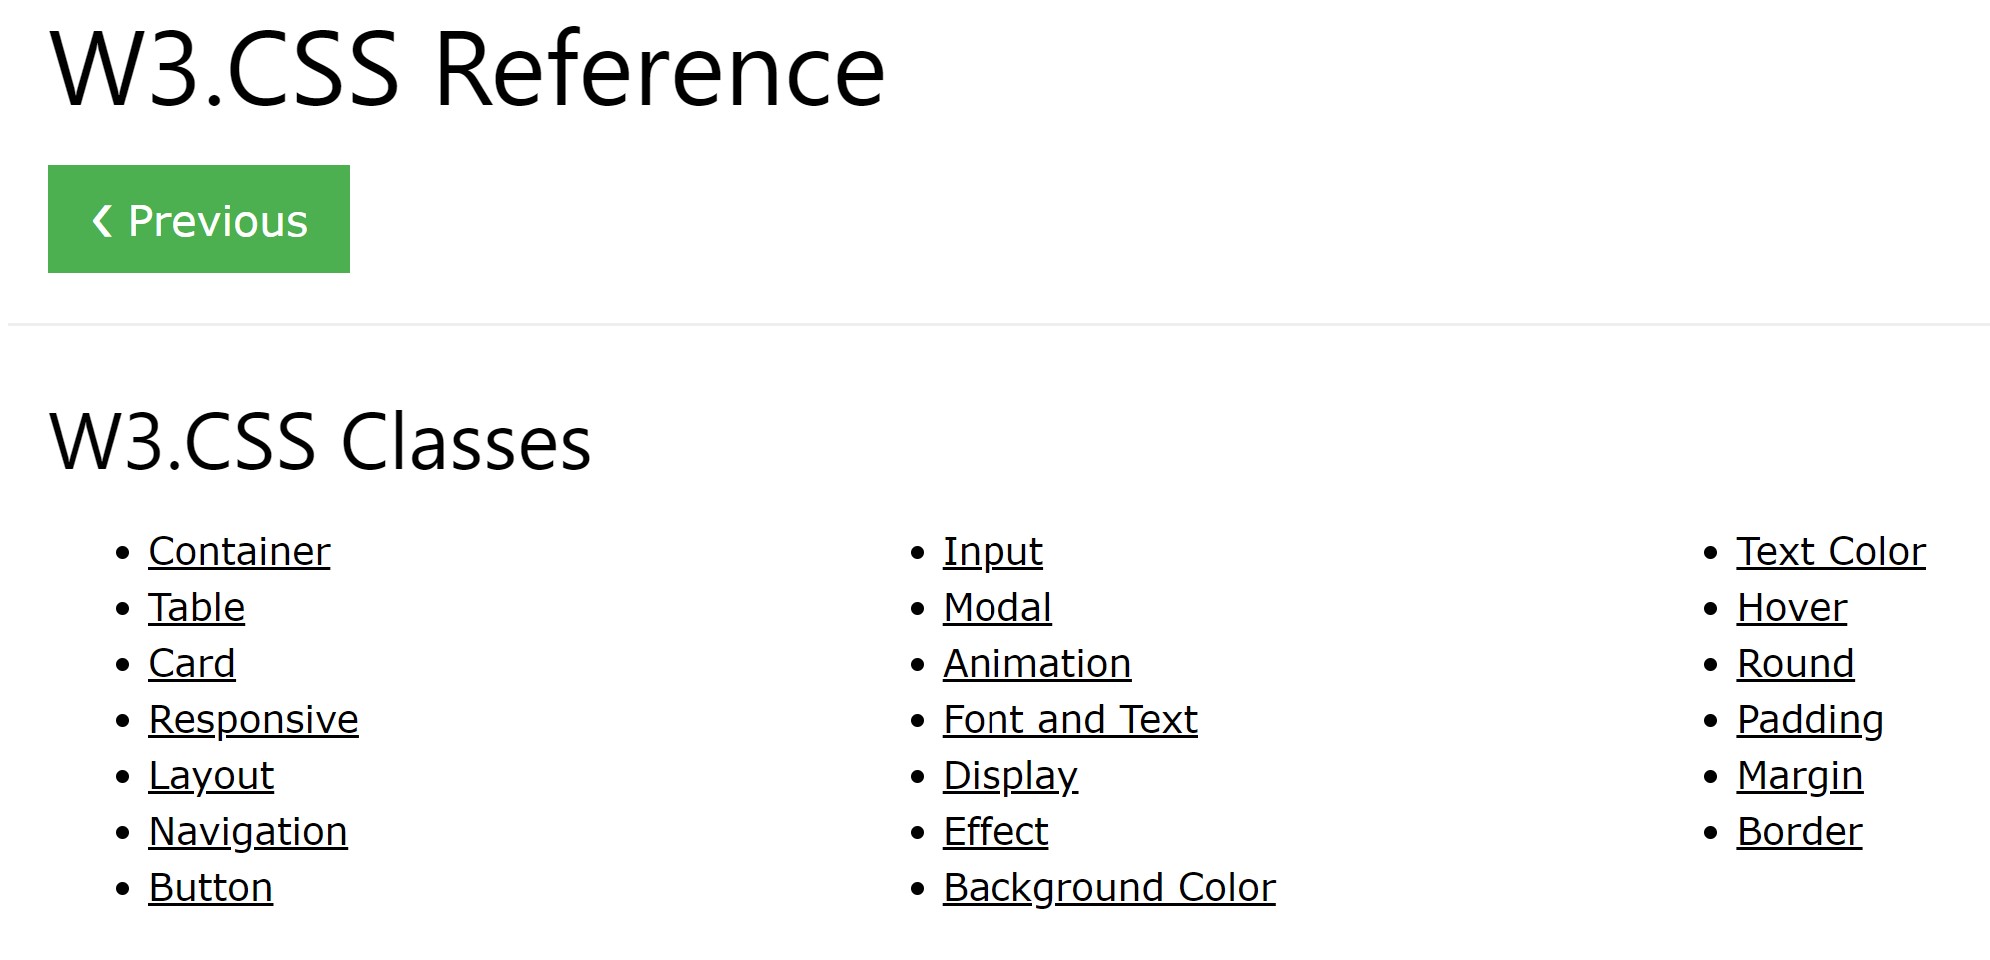 W3.CSS Reference
❮ Previous
W3.CSS Classes
Container
Table
Card
Responsive
Layout
Navigation
Button
Input
Modal
Animation
Font and Text
Display
Effect
Background Color
Text Color
Hover
Round
Padding
Margin
Border